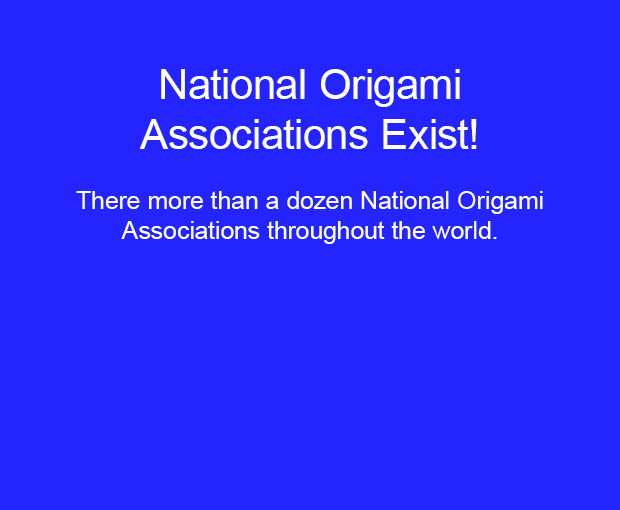 National Origami
Associations Exist!
There more than a dozen National Origami
Associations throughout the world.